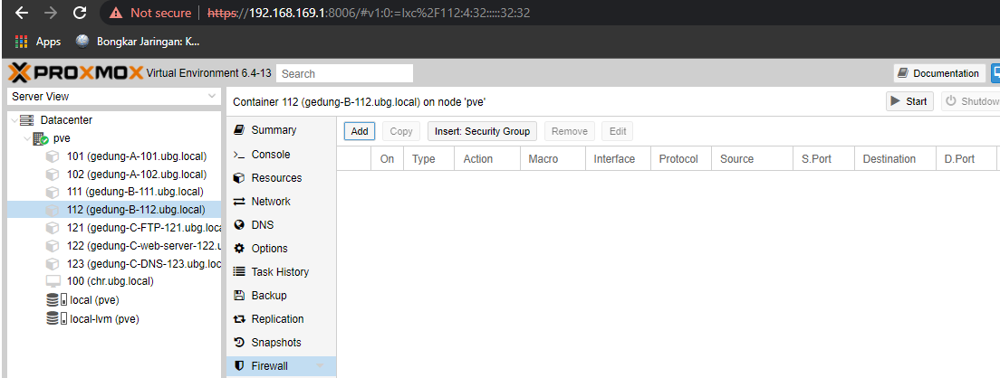 Not secure https://192.168.169.1:8006/#v1:0:=lxc%2F112:4:32:::::32:32
Apps Bongkar Jaringan: K...
PROXMOX Virtual Environment 6.4-13 Search Documentation
Server View
Container 112 (gedung-B-112.ubg.local) on node 'pve' Start Shutdow
Datacenter
pve
101 (gedung-A-101.ubg.local)
102 (gedung-A-102.ubg.local)
111 (gedung-B-111.ubg.local)
112 (gedung-B-112.ubg.local)
121 (gedung-C-FTP-121.ubg.loca
122 (gedung-C-web-server-122.u
123 (gedung-C-DNS-123.ubg.loc
100 (chr.ubg.local)
local (pve)
local-lvm (pve)
Summary
Console
Resources
Network
DNS
Options
Task History
Backup
Replication
Snapshots
Firewall
Add Copy Insert: Security Group Remove Edit
On Type Action Macro Interface Protocol Source S.Port Destination D.Port